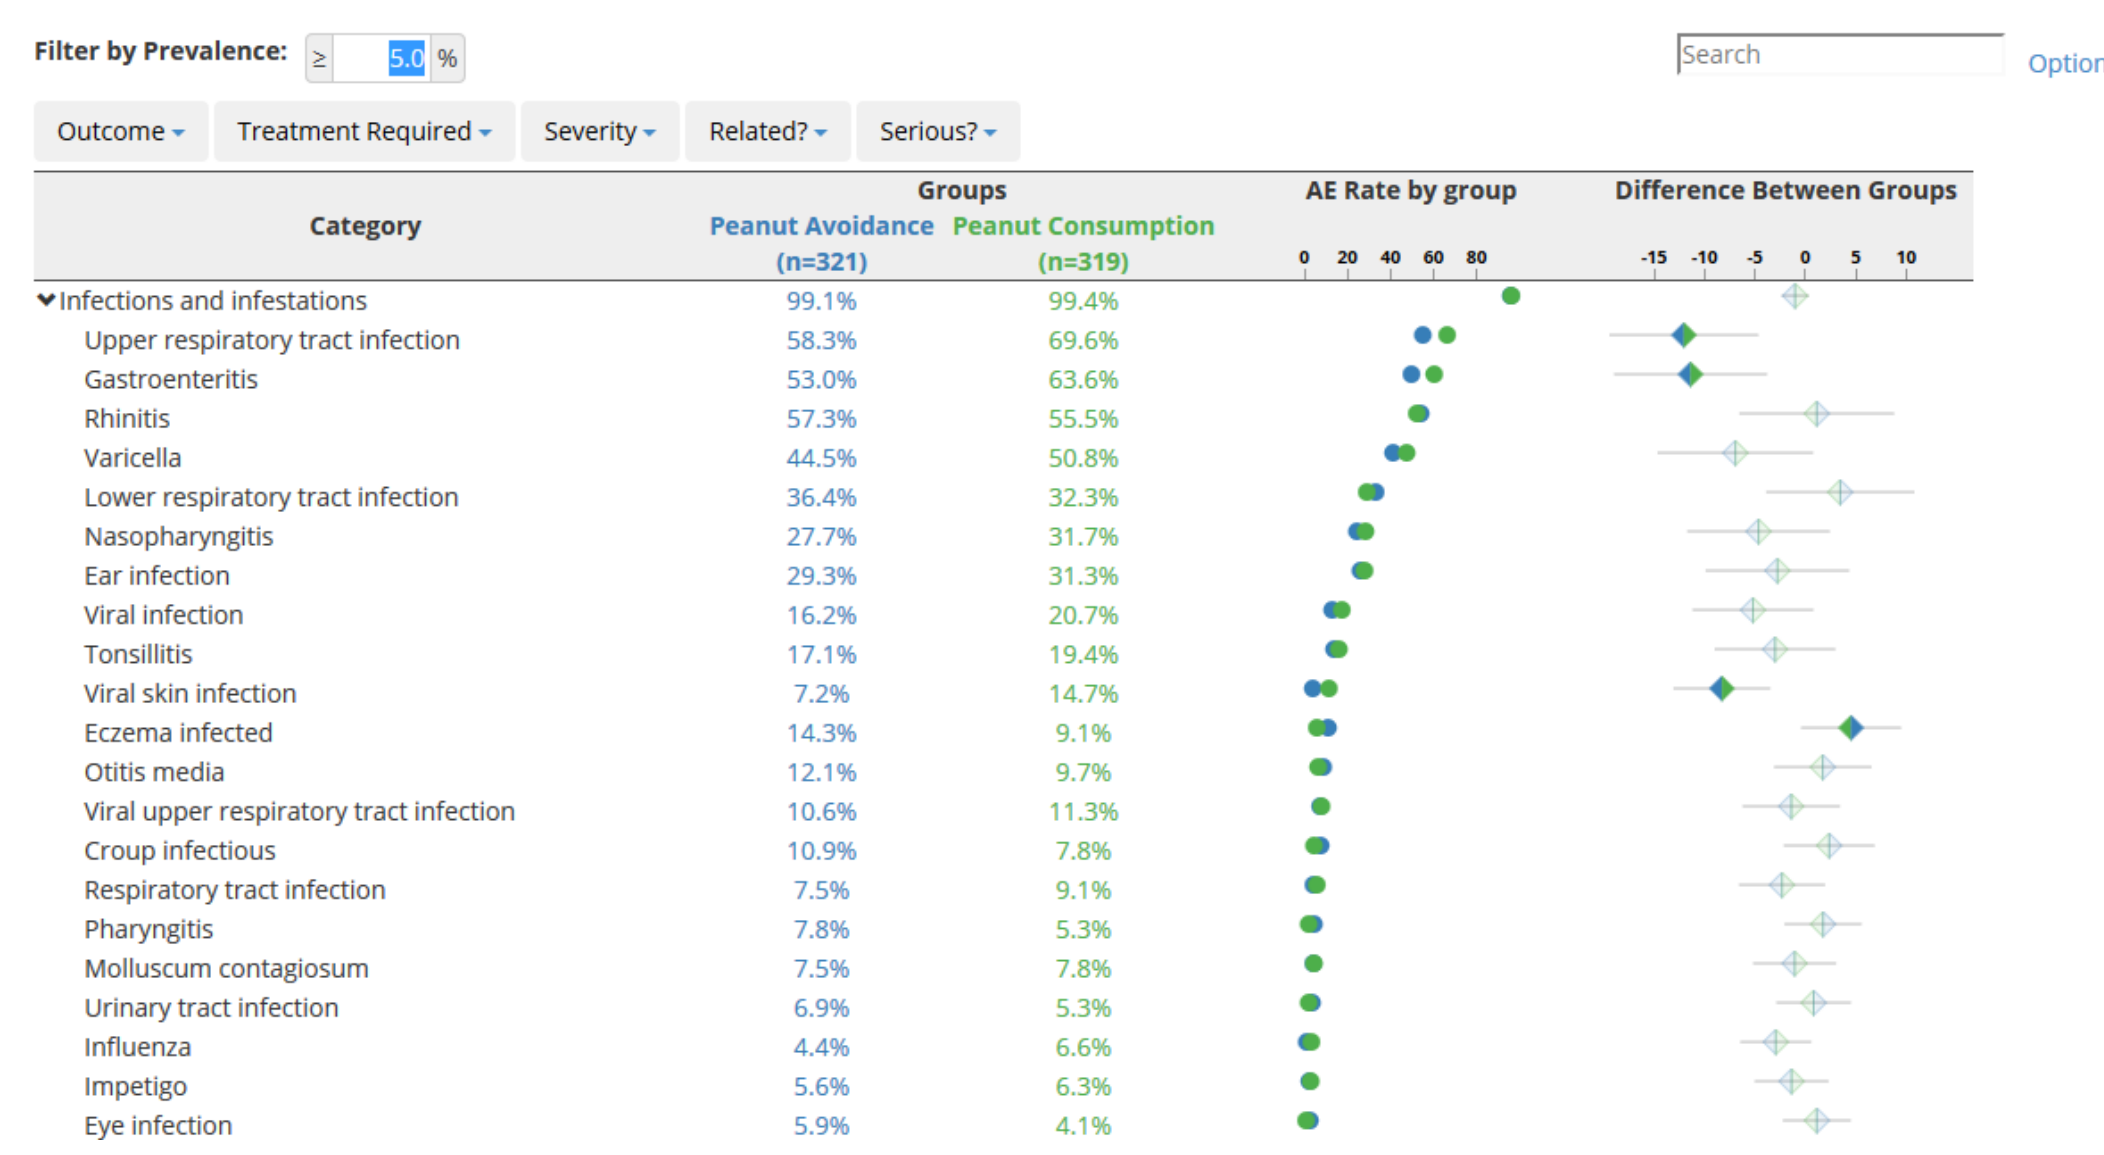 Filter by Prevalence: ≥ 5.0 % Search Option
Outcome Treatment Required Severity Related? Serious?
Groups AE Rate by group Difference Between Groups
Category Peanut Avoidance Peanut Consumption
(n=321) (n=319) 0 20 40 60 80 -15 -10 -5 0 5 10
Infections and infestations 99.1% 99.4%
Upper respiratory tract infection 58.3% 69.6%
Gastroenteritis 53.0% 63.6%
Rhinitis 57.3% 55.5%
Varicella 44.5% 50.8%
Lower respiratory tract infection 36.4% 32.3%
Nasopharyngitis 27.7% 31.7%
Ear infection 29.3% 31.3%
Viral infection 16.2% 20.7%
Tonsillitis 17.1% 19.4%
Viral skin infection 7.2% 14.7%
Eczema infected 14.3% 9.1%
Otitis media 12.1% 9.7%
Viral upper respiratory tract infection 10.6% 11.3%
Croup infectious 10.9% 7.8%
Respiratory tract infection 7.5% 9.1%
Pharyngitis 7.8% 5.3%
Molluscum contagiosum 7.5% 7.8%
Urinary tract infection 6.9% 5.3%
Influenza 4.4% 6.6%
Impetigo 5.6% 6.3%
Eye infection 5.9% 4.1%